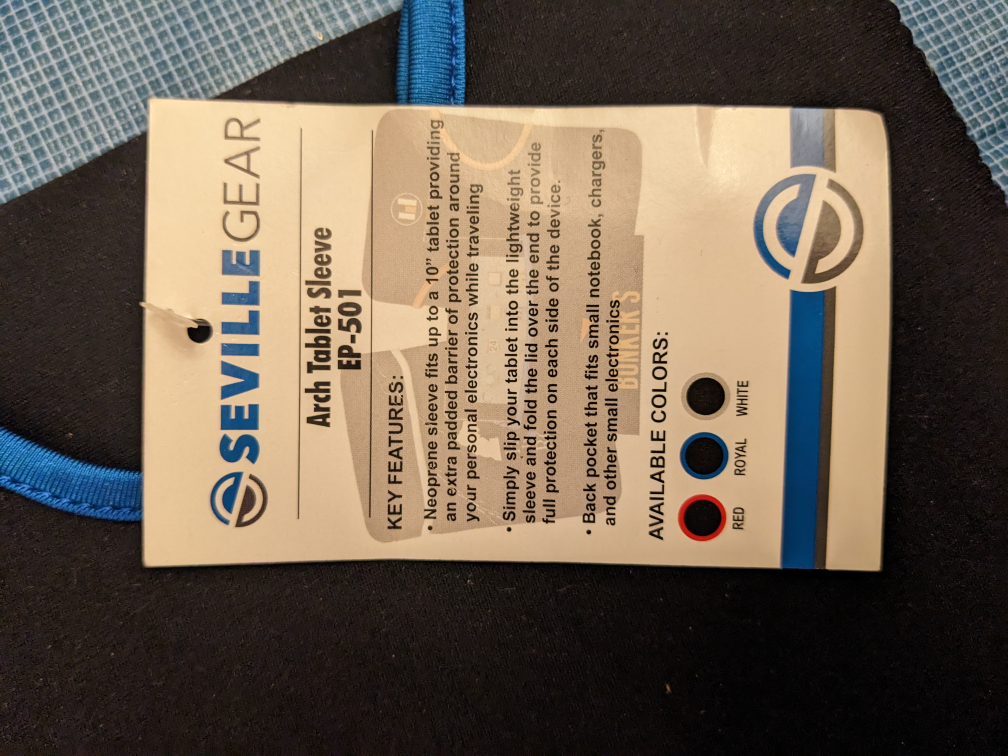 SEVILLEGEAR
Arch Tablet Sleeve
EP-501
KEY FEATURES:
• Neoprene sleeve fits up to a 10” tablet providing
an extra padded barrier of protection around
your personal electronics while traveling
• Simply slip your tablet into the lightweight
sleeve and fold the lid over the end to provide
full protection on each side of the device.
• Back pocket that fits small notebook, chargers,
and other small electronics
BUNKER'S
AVAILABLE COLORS:
RED ROYAL WHITE